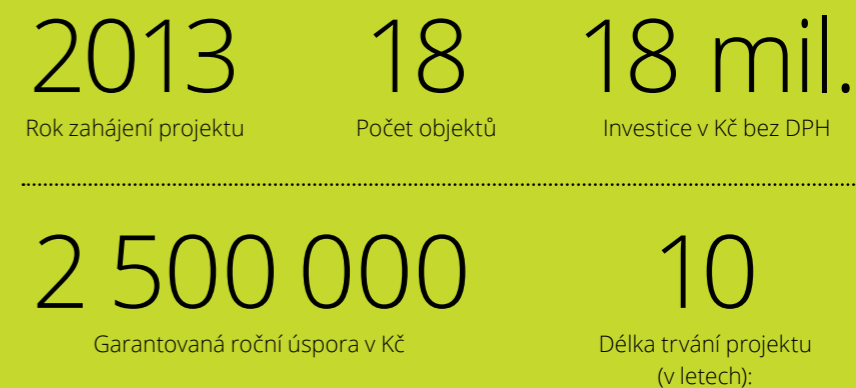 2013
Rok zahájení projektu
18
Počet objektů
18 mil.
Investice v Kč bez DPH
2 500 000
Garantovaná roční úspora v Kč
10
Délka trvání projektu
(v letech):